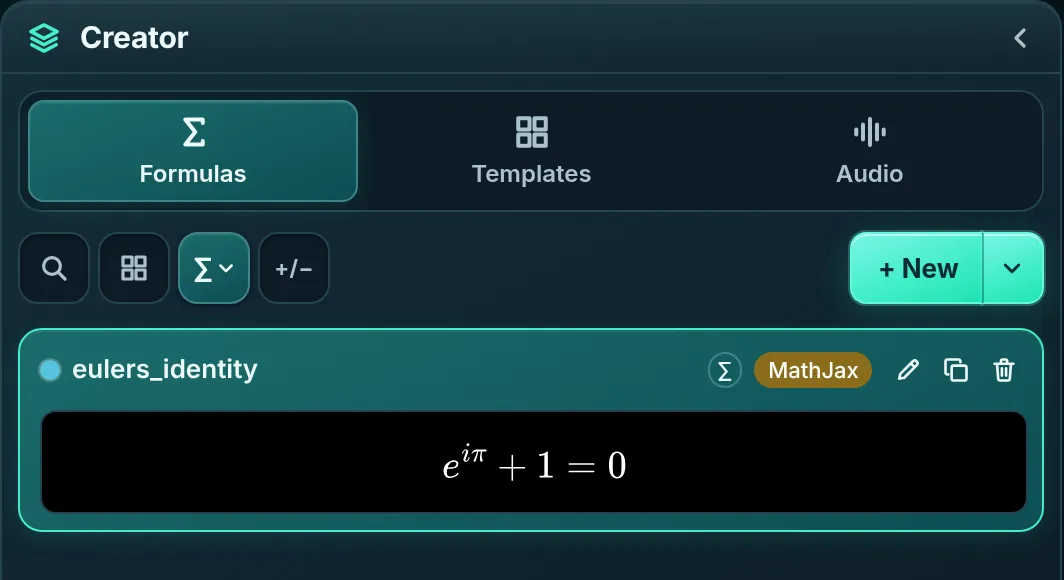 Creator
Σ
Formulas
Templates
Audio
Σ
+/−
+ New
eulers_identity
Σ
MathJax
e^{iπ} + 1 = 0